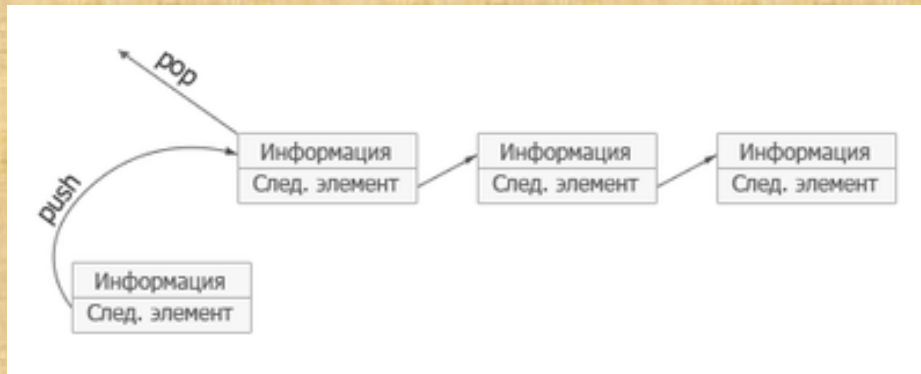 pop
Информация
След. элемент
Информация
След. элемент
Информация
След. элемент
push
Информация
След. элемент